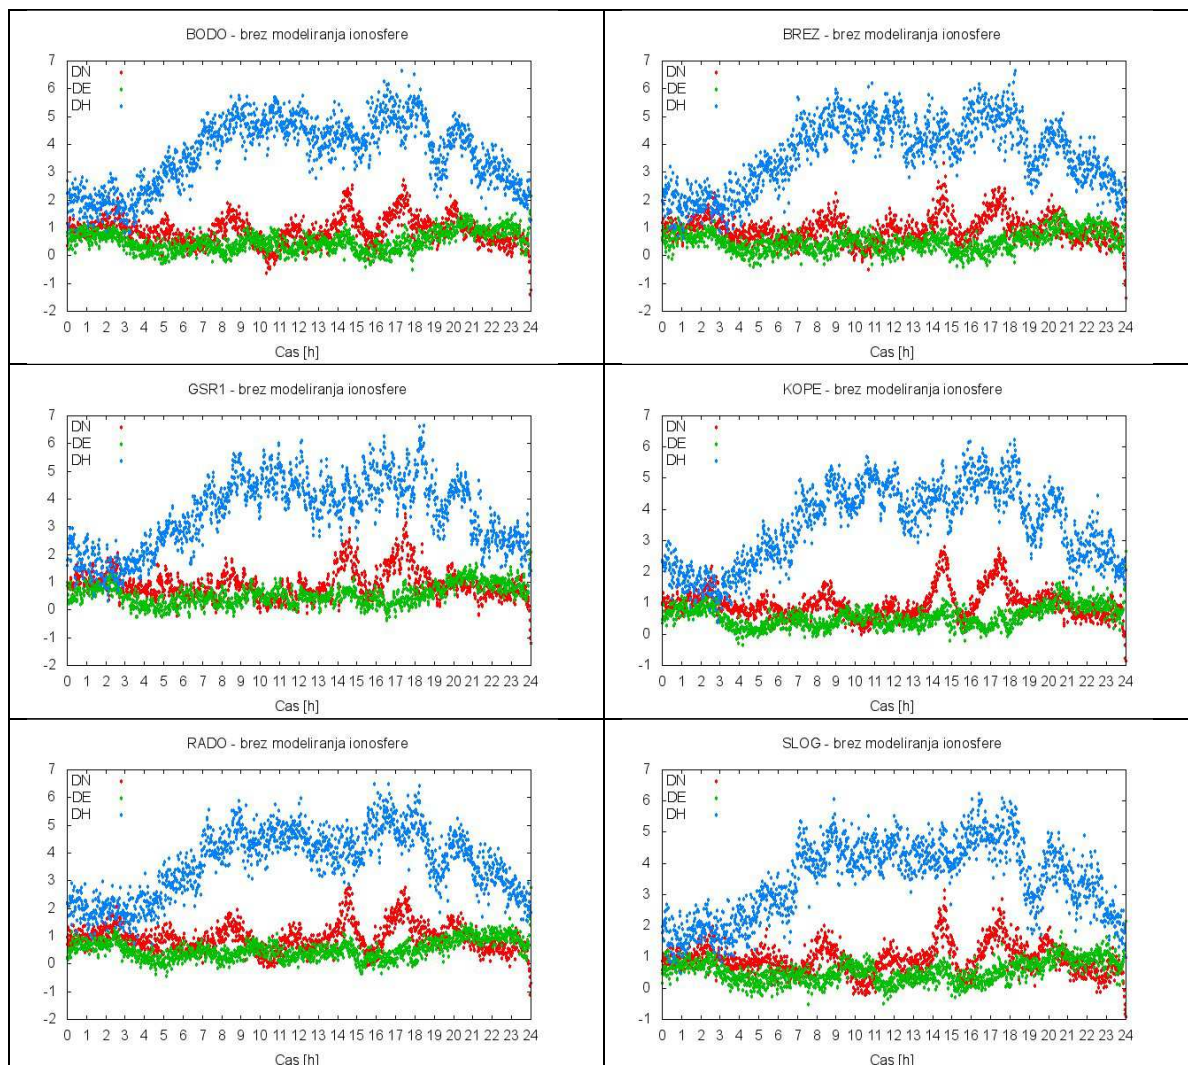 BODO - brez modeliranja ionosfere
7
DN
6
DE
DH
5
4
3
2
1
0
-1
-2
0 1 2 3 4 5 6 7 8 9 10 11 12 13 14 15 16 17 18 19 20 21 22 23 24
Cas [h]
BREZ - brez modeliranja ionosfere
7
DN
6
DE
DH
5
4
3
2
1
0
-1
-2
0 1 2 3 4 5 6 7 8 9 10 11 12 13 14 15 16 17 18 19 20 21 22 23 24
Cas [h]
GSR1 - brez modeliranja ionosfere
7
DN
6
DE
DH
5
4
3
2
1
0
-1
-2
0 1 2 3 4 5 6 7 8 9 10 11 12 13 14 15 16 17 18 19 20 21 22 23 24
Cas [h]
KOPE - brez modeliranja ionosfere
7
DN
6
DE
DH
5
4
3
2
1
0
-1
0 1 2 3 4 5 6 7 8 9 10 11 12 13 14 15 16 17 18 19 20 21 22 23 24
Cas [h]
RADO - brez modeliranja ionosfere
7
DN
6
DE
DH
5
4
3
2
1
0
-1
-2
0 1 2 3 4 5 6 7 8 9 10 11 12 13 14 15 16 17 18 19 20 21 22 23 24
Cas [h]
SLOG - brez modeliranja ionosfere
7
DN
6
DE
DH
5
4
3
2
1
0
-1
0 1 2 3 4 5 6 7 8 9 10 11 12 13 14 15 16 17 18 19 20 21 22 23 24
Cas [h]